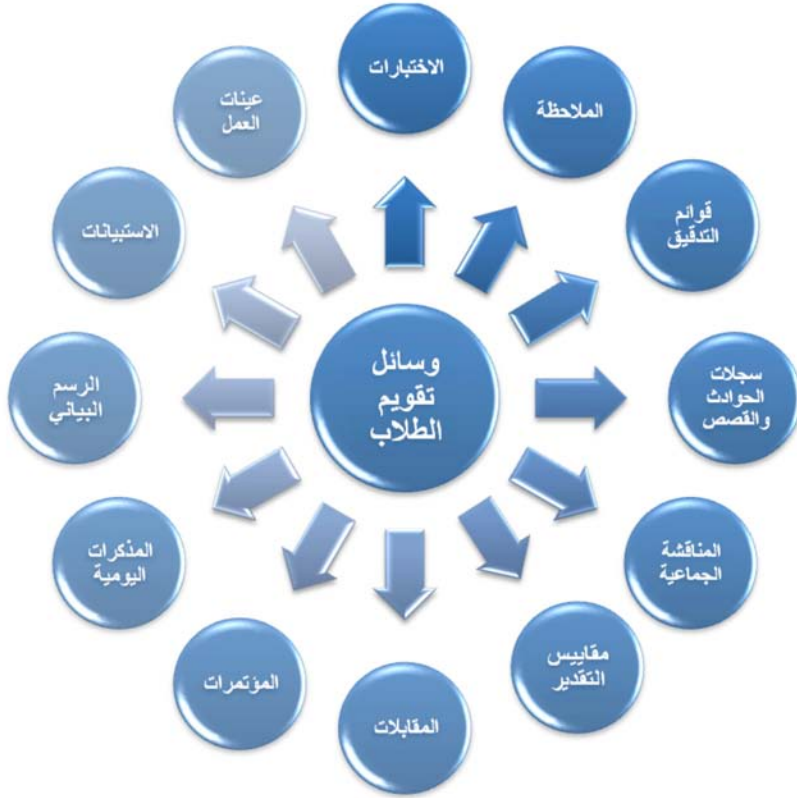 وسائل
تقويم
الطلاب
الاختبارات
الملاحظة
قوائم
التدقيق
سجلات
الحوادث
والقصص
المناقشة
الجماعية
مقاييس
التقدير
المقابلات
المؤتمرات
المذكرات
اليومية
الرسم
البياني
الاستبيانات
عينات
العمل